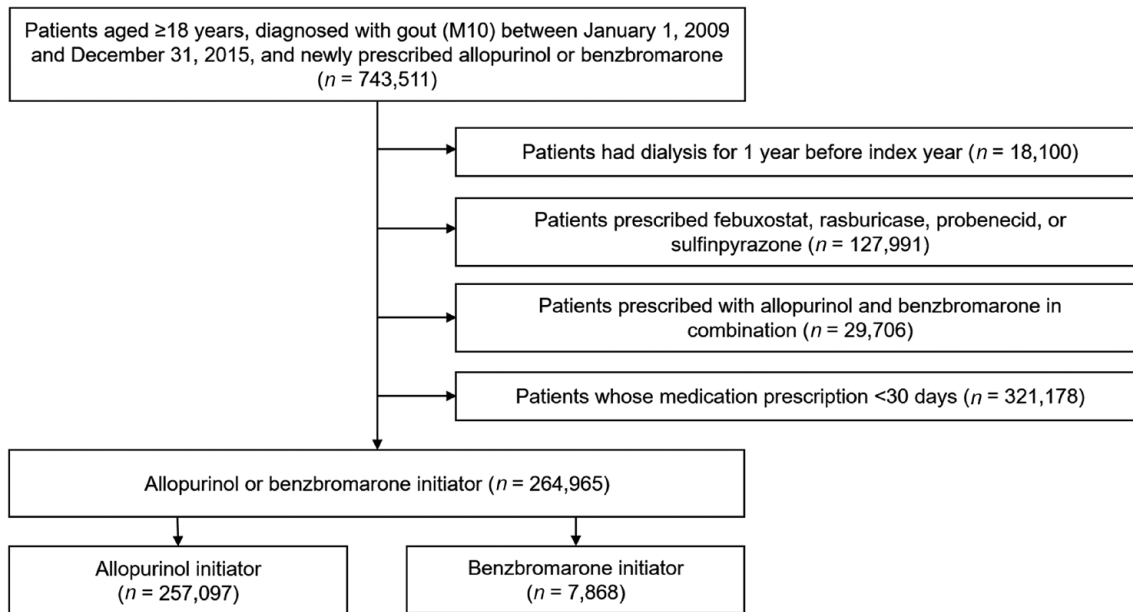 Patients aged ≥18 years, diagnosed with gout (M10) between January 1, 2009
and December 31, 2015, and newly prescribed allopurinol or benzbromarone
(n = 743,511)
Patients had dialysis for 1 year before index year (n = 18,100)
Patients prescribed febuxostat, rasburicase, probenecid, or
sulfinpyrazone (n = 127,991)
Patients prescribed with allopurinol and benzbromarone in
combination (n = 29,706)
Patients whose medication prescription <30 days (n = 321,178)
Allopurinol or benzbromarone initiator (n = 264,965)
Allopurinol initiator
(n = 257,097)
Benzbromarone initiator
(n = 7,868)